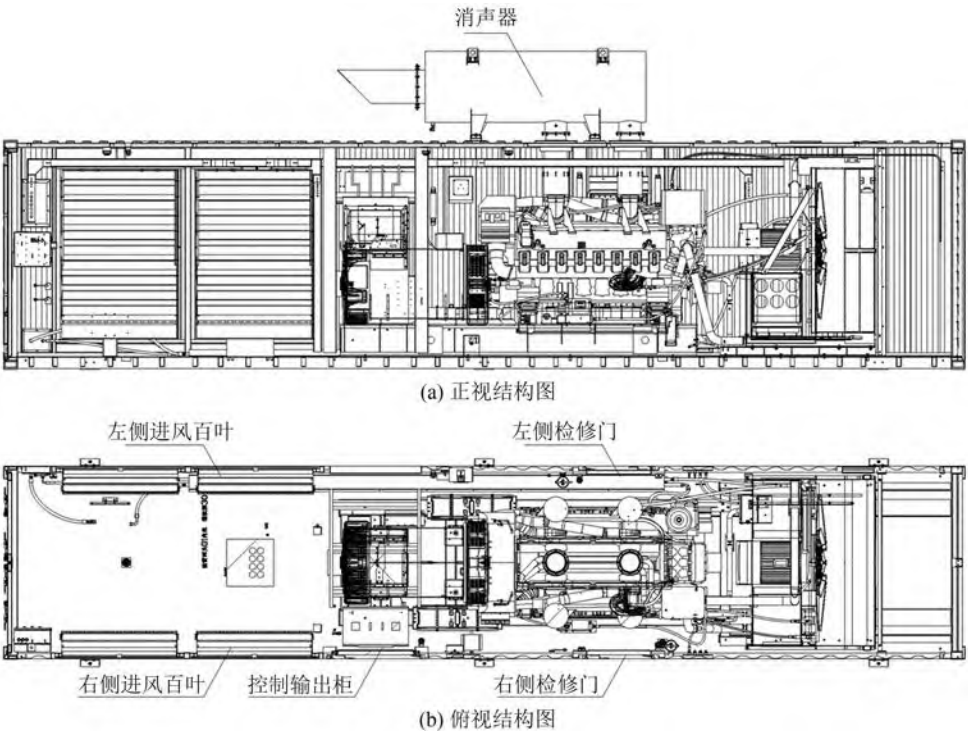 消声器
(a) 正视结构图
左侧进风百叶
左侧检修门
右侧进风百叶
控制输出柜
右侧检修门
(b) 俯视结构图